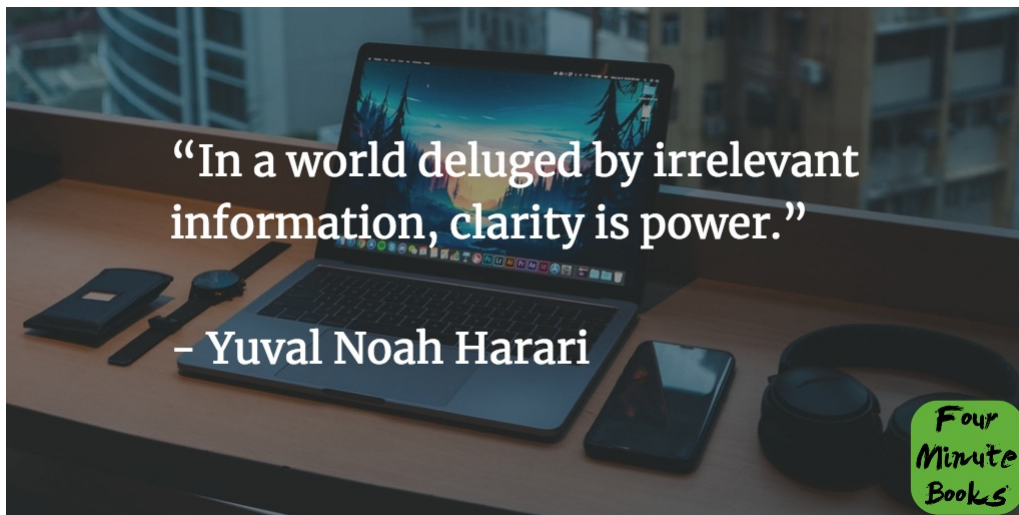 “In a world deluged by irrelevant
information, clarity is power.”
– Yuval Noah Harari
Four
Minute
Books